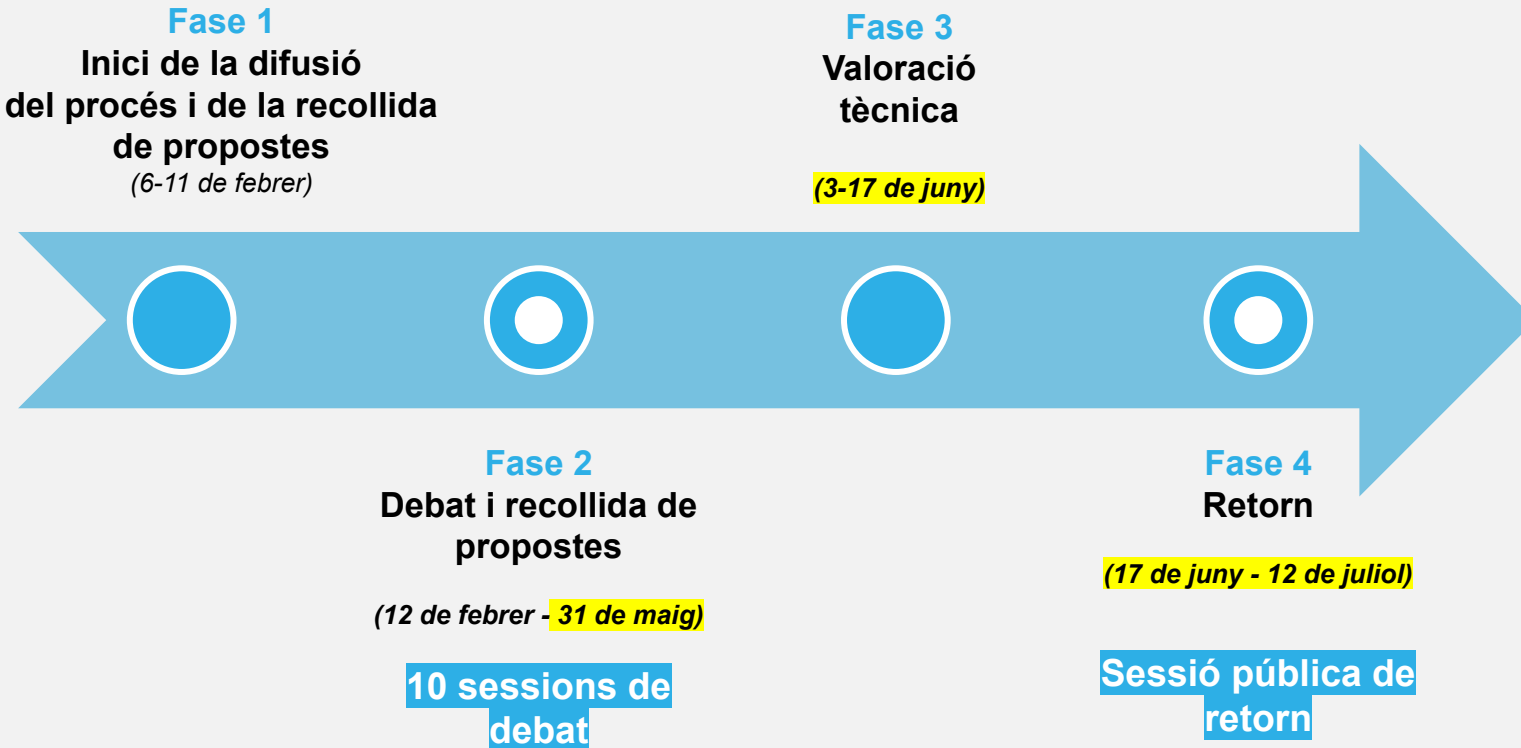 Fase 1
Inici de la difusió
del procés i de la recollida
de propostes
(6-11 de febrer)
Fase 2
Debat i recollida de
propostes
(12 de febrer - 31 de maig)
10 sessions de
debat
Fase 3
Valoració
tècnica
(3-17 de juny)
Fase 4
Retorn
(17 de juny - 12 de juliol)
Sessió pública de
retorn